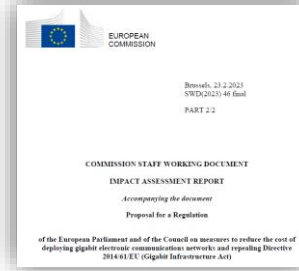 EUROPEAN
COMMISSION
Brussels, 23.2.2023
SWD(2023) 46 final
PART 2/2
COMMISSION STAFF WORKING DOCUMENT
IMPACT ASSESSMENT REPORT
Accompanying the document
Proposal for a Regulation
of the European Parliament and of the Council on measures to reduce the cost of
deploying gigabit electronic communications networks and repealing Directive
2014/61/EU (Gigabit Infrastructure Act)